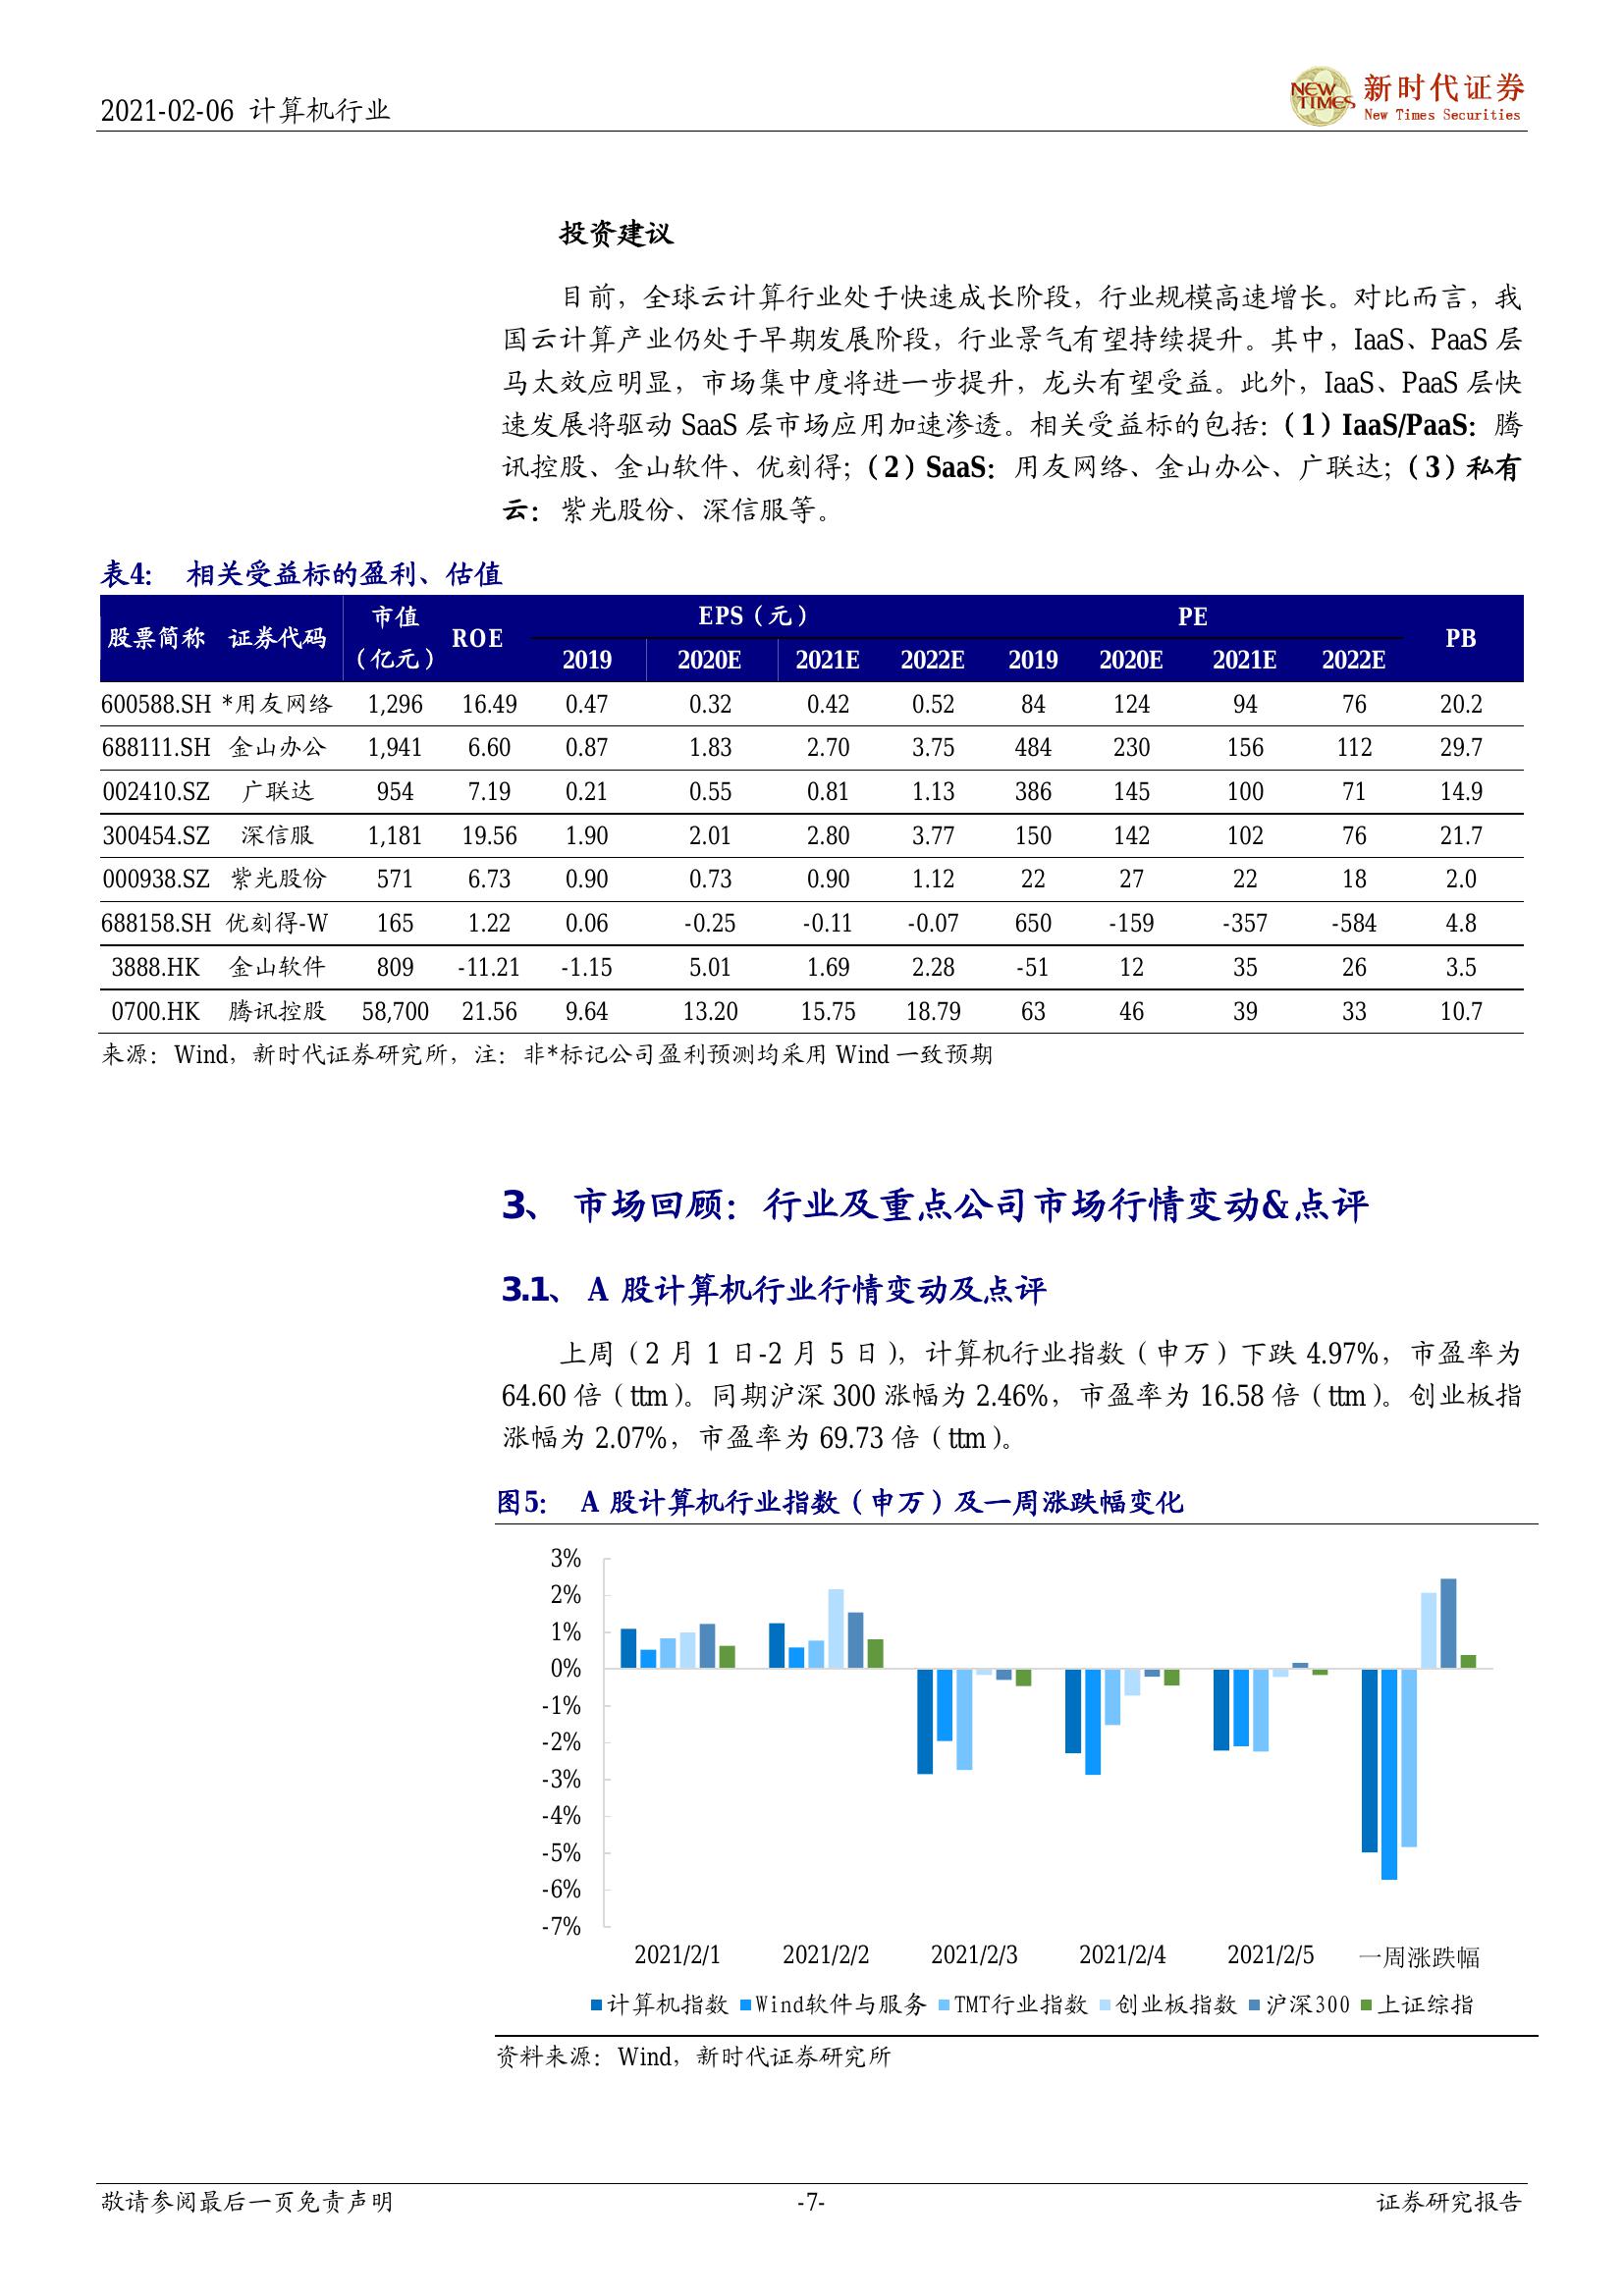 2021-02-06 计算机行业
NEW TIMES
新时代证券
New Times Securities
投资建议
目前，全球云计算行业处于快速成长阶段，行业规模高速增长。对比而言，我
国云计算产业仍处于早期发展阶段，行业景气有望持续提升。其中，IaaS、PaaS 层
马太效应明显，市场集中度将进一步提升，龙头有望受益。此外，IaaS、PaaS 层快
速发展将驱动 SaaS 层市场应用加速渗透。相关受益标的包括：（1）IaaS/PaaS：腾
讯控股、金山软件、优刻得；（2）SaaS：用友网络、金山办公、广联达；（3）私有
云：紫光股份、深信服等。
表4： 相关受益标的盈利、估值
股票简称 证券代码 市值（亿元） ROE EPS（元） PE PB
2019 2020E 2021E 2022E 2019 2020E 2021E 2022E
600588.SH *用友网络 1,296 16.49 0.47 0.32 0.42 0.52 84 124 94 76 20.2
688111.SH 金山办公 1,941 6.60 0.87 1.83 2.70 3.75 484 230 156 112 29.7
002410.SZ 广联达 954 7.19 0.21 0.55 0.81 1.13 386 145 100 71 14.9
300454.SZ 深信服 1,181 19.56 1.90 2.01 2.80 3.77 150 142 102 76 21.7
000938.SZ 紫光股份 571 6.73 0.90 0.73 0.90 1.12 22 27 22 18 2.0
688158.SH 优刻得-W 165 1.22 0.06 -0.25 -0.11 -0.07 650 -159 -357 -584 4.8
3888.HK 金山软件 809 -11.21 -1.15 5.01 1.69 2.28 -51 12 35 26 3.5
0700.HK 腾讯控股 58,700 21.56 9.64 13.20 15.75 18.79 63 46 39 33 10.7
来源：Wind，新时代证券研究所，注：非*标记公司盈利预测均采用 Wind 一致预期
3、 市场回顾：行业及重点公司市场行情变动&点评
3.1、 A 股计算机行业行情变动及点评
上周（2 月 1 日-2 月 5 日），计算机行业指数（申万）下跌 4.97%，市盈率为
64.60 倍（ttm）。同期沪深 300 涨幅为 2.46%，市盈率为 16.58 倍（ttm）。创业板指
涨幅为 2.07%，市盈率为 69.73 倍（ttm）。
图5： A 股计算机行业指数（申万）及一周涨跌幅变化
3%
2%
1%
0%
-1%
-2%
-3%
-4%
-5%
-6%
-7%
2021/2/1 2021/2/2 2021/2/3 2021/2/4 2021/2/5 一周涨跌幅
计算机指数 Wind软件与服务 TMT行业指数 创业板指数 沪深300 上证综指
资料来源：Wind，新时代证券研究所
敬请参阅最后一页免责声明 -7- 证券研究报告